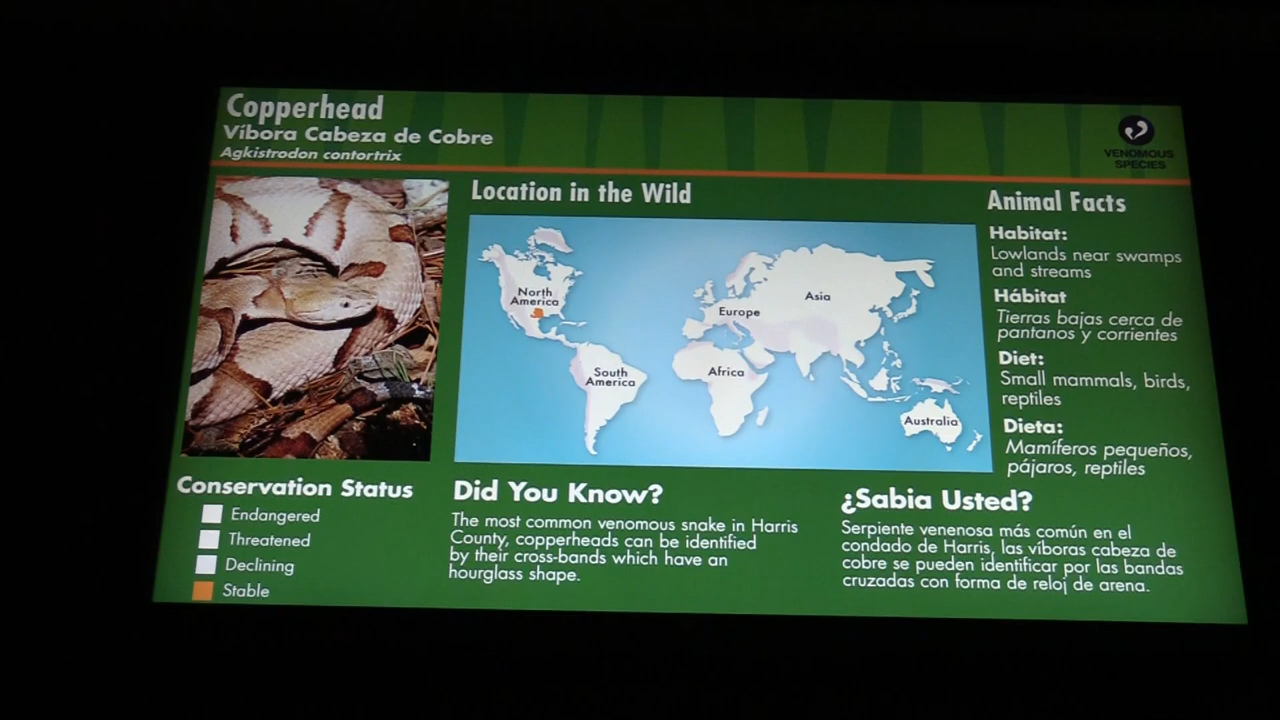 Copperhead
Víbora Cabeza de Cobre
Agkistrodon contortrix
VENOMOUS
SPECIES
Location in the Wild
North
America
South
America
Europe
Africa
Asia
Australia
Animal Facts
Habitat:
Lowlands near swamps
and streams
Hábitat
Tierras bajas cerca de
pantanos y corrientes
Diet:
Small mammals, birds,
reptiles
Dieta:
Mamíferos pequeños,
pájaros, reptiles
Conservation Status
Endangered
Threatened
Declining
Stable
Did You Know?
The most common venomous snake in Harris
County, copperheads can be identified
by their cross-bands which have an
hourglass shape.
¿Sabia Usted?
Serpiente venenosa más común en el
condado de Harris, las víboras cabeza de
cobre se pueden identificar por las bandas
cruzadas con forma de reloj de arena.